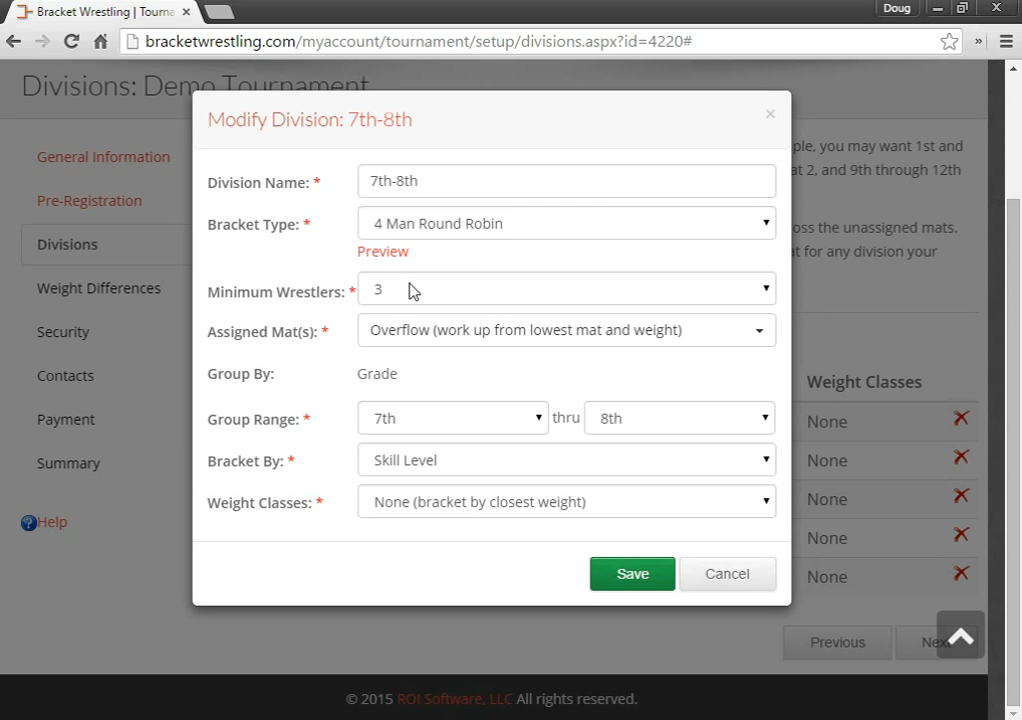 Bracket Wrestling | Tourna
Doug
bracketwrestling.com/myaccount/tournament/setup/divisions.aspx?id=4220#
Divisions: Demo Tournament
General Information
Pre-Registration
Divisions
Weight Differences
Security
Contacts
Payment
Summary
Help
Modify Division: 7th-8th
×
Division Name: *
7th-8th
Bracket Type: *
4 Man Round Robin
Preview
Minimum Wrestlers: *
3
Assigned Mat(s): *
Overflow (work up from lowest mat and weight)
Group By:
Grade
Group Range: *
7th
thru
8th
Bracket By: *
Skill Level
Weight Classes: *
None (bracket by closest weight)
Save
Cancel
ple, you may want 1st and
at 2, and 9th through 12th
oss the unassigned mats.
at for any division your
Weight Classes
None
None
None
None
None
Previous
Next
© 2015 ROI Software, LLC All rights reserved.